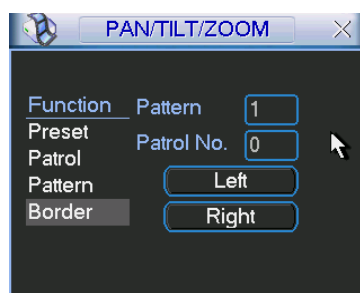 PAN/TILT/ZOOM
Function Pattern 1
Preset
Patrol No. 0
Patrol
Pattern Left
Border Right